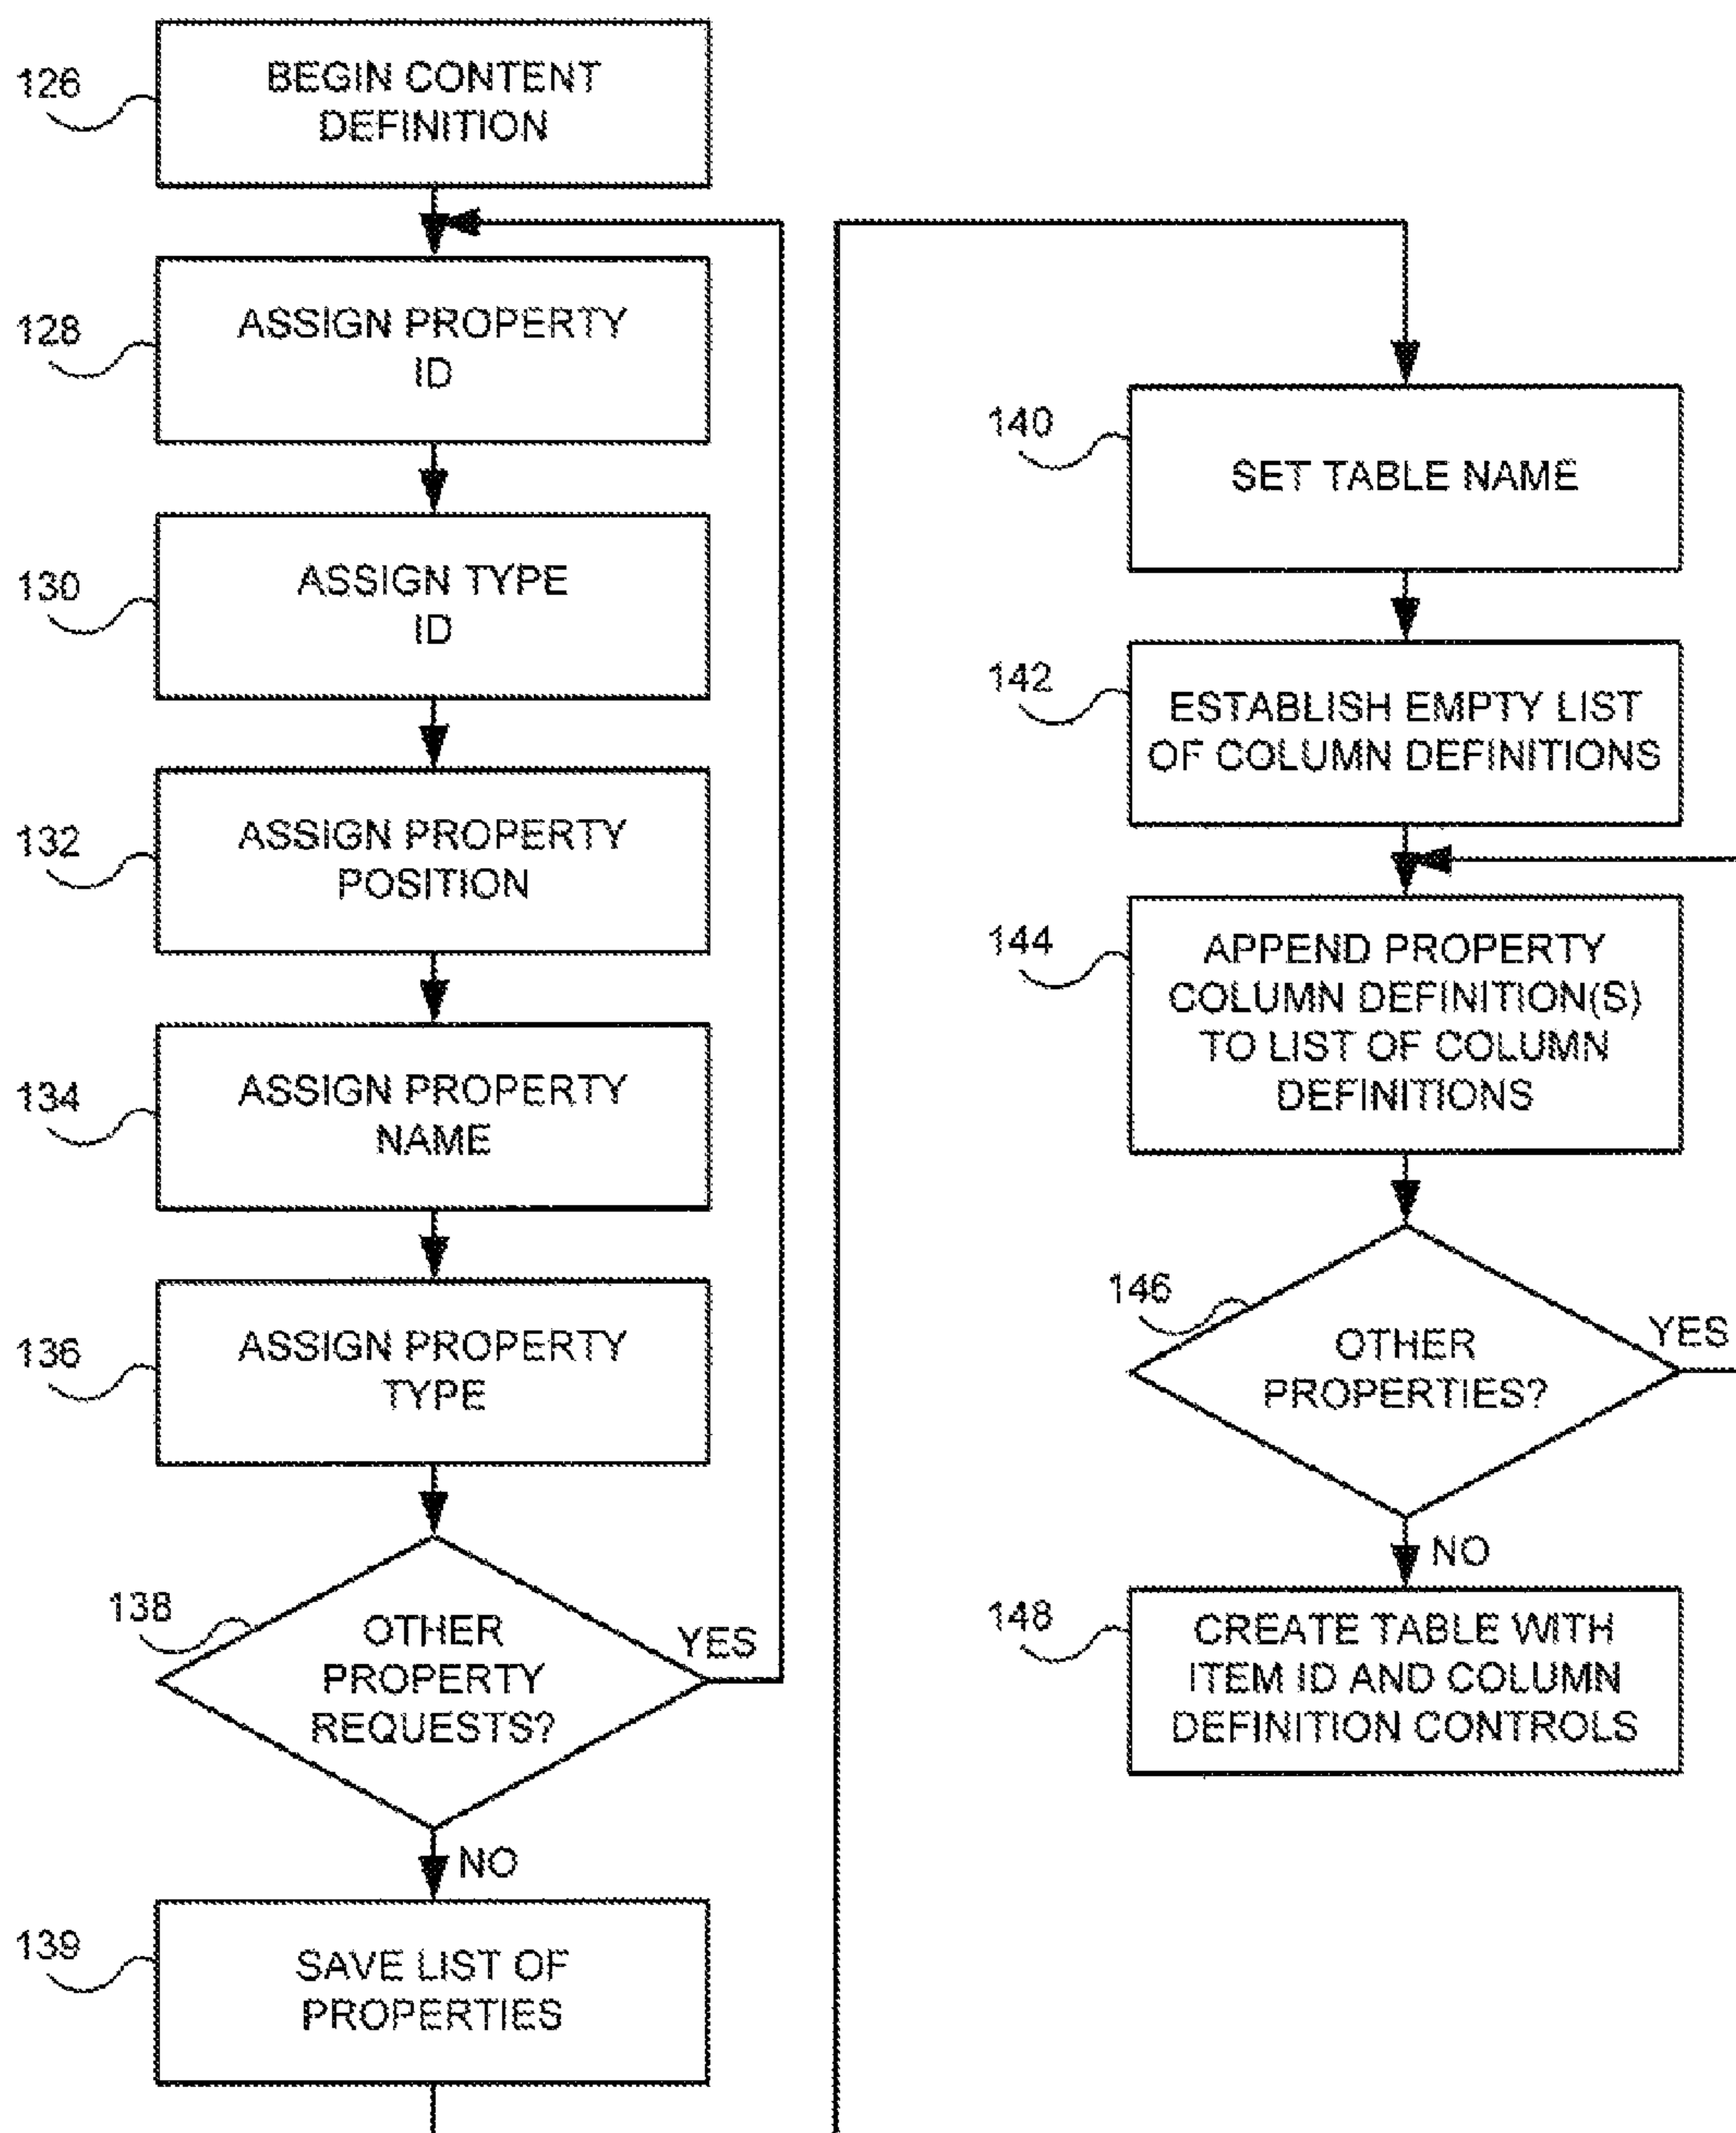 126
BEGIN CONTENT
DEFINITION
128
ASSIGN PROPERTY
ID
130
ASSIGN TYPE
ID
132
ASSIGN PROPERTY
POSITION
134
ASSIGN PROPERTY
NAME
136
ASSIGN PROPERTY
TYPE
138
OTHER
PROPERTY
REQUESTS?
YES
NO
139
SAVE LIST OF
PROPERTIES
140
SET TABLE NAME
142
ESTABLISH EMPTY LIST
OF COLUMN DEFINITIONS
144
APPEND PROPERTY
COLUMN DEFINITION(S)
TO LIST OF COLUMN
DEFINITIONS
146
OTHER
PROPERTIES?
YES
NO
148
CREATE TABLE WITH
ITEM ID AND COLUMN
DEFINITION CONTROLS